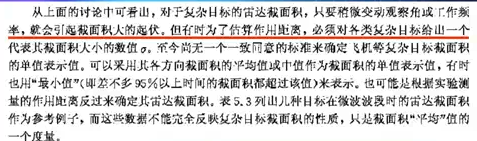 从上面的讨论中可看出，对于复杂目标的雷达截面积，只要稍微变动观察角或工作频
率，就会引起截面积大的起伏。但有时为了估算作用距离，必须对各类复杂目标给出一个
代表其截面积大小的数值σ。至今尚无一个一致同意的标准来确定飞机等复杂目标截面积
的单值表示值。可以采用其各方向截面积的平均值或中值作为截面积的单值表示值，有时
也用“最小值”(即差不多95%以上时间的截面积都超过该值)来表示。也可能是根据实验测
量的作用距离反过来确定其雷达截面积。表5.3列出几种目标在微波波段时的雷达截面积
作为参考例子，而这些数据不能完全反映复杂目标截面积的性质，只是截面积“平均”值的
一个度量。